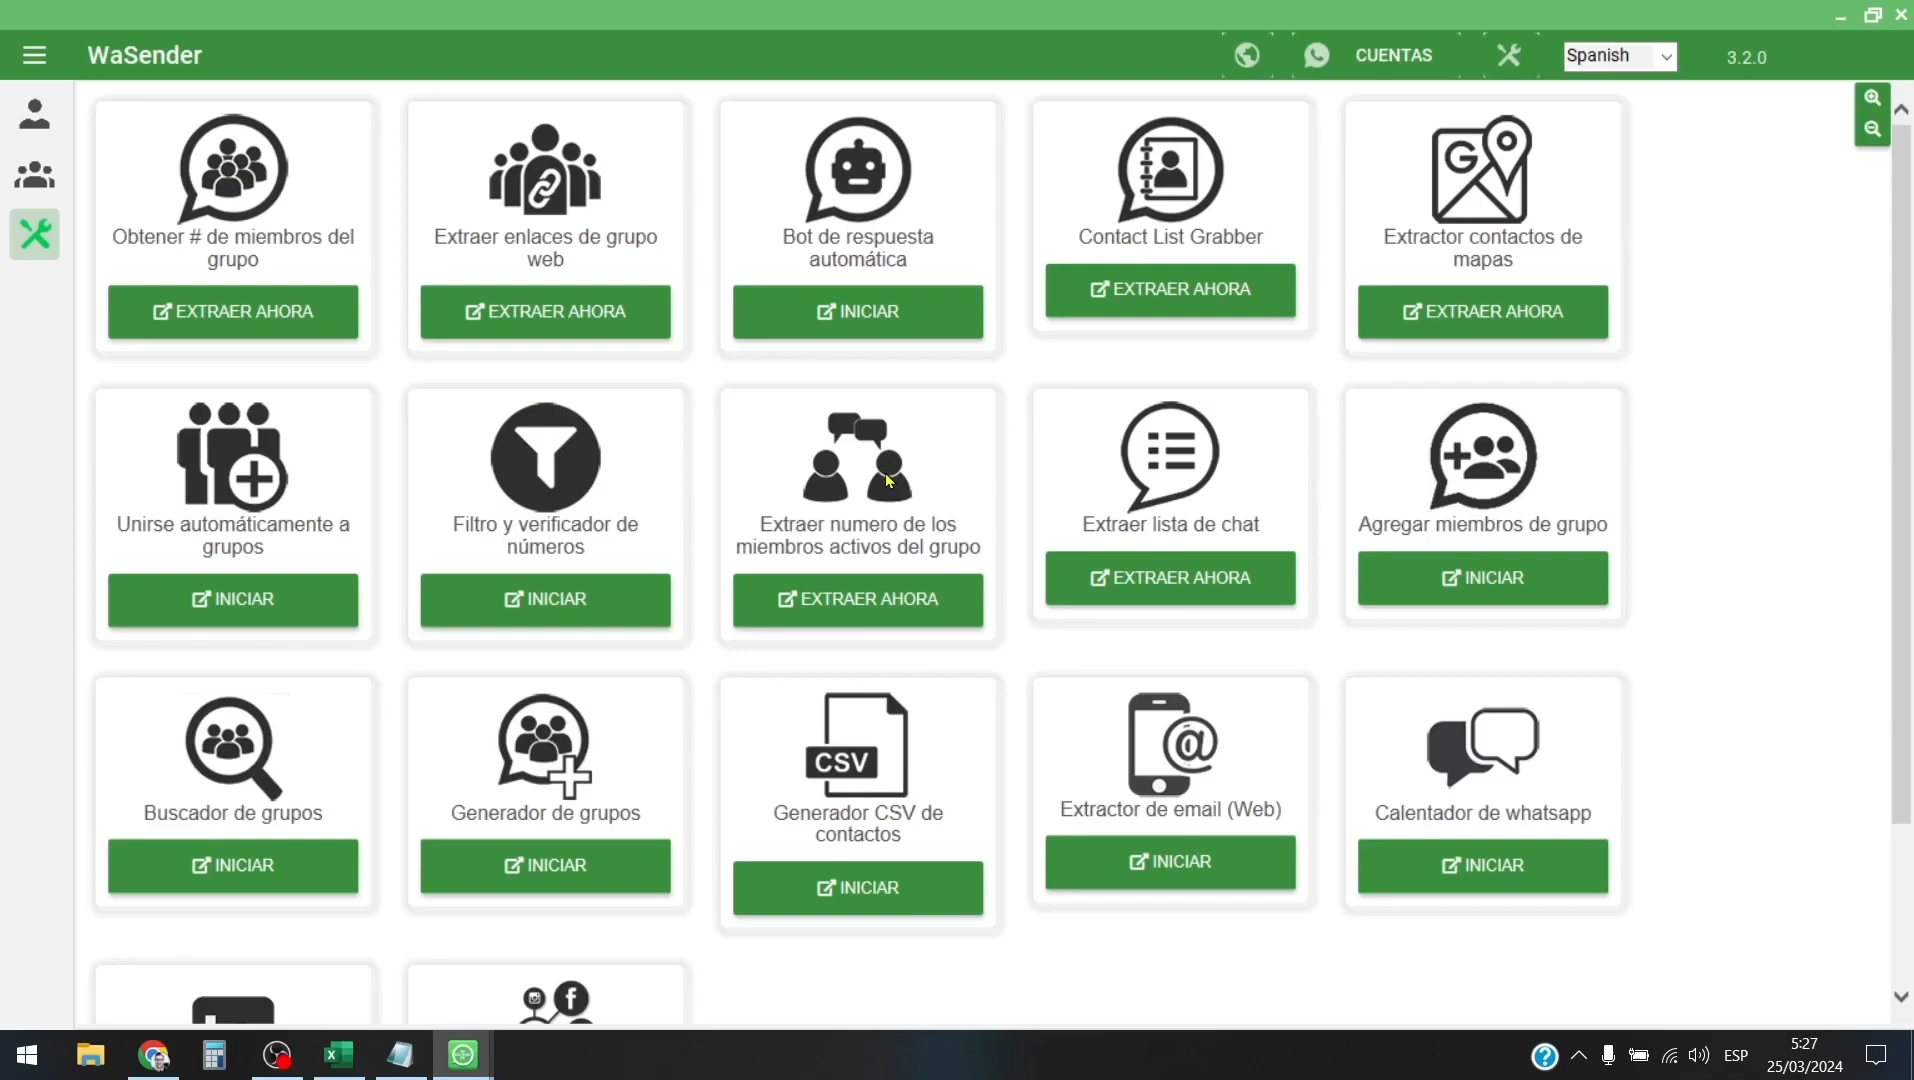 WaSender
CUENTAS
Spanish
3.2.0
Obtener # de miembros del
grupo
EXTRAER AHORA
Extraer enlaces de grupo
web
EXTRAER AHORA
Bot de respuesta
automática
INICIAR
Contact List Grabber
EXTRAER AHORA
G
Extractor contactos de
mapas
EXTRAER AHORA
Unirse automáticamente a
grupos
INICIAR
Filtro y verificador de
números
INICIAR
Extraer numero de los
miembros activos del grupo
EXTRAER AHORA
Extraer lista de chat
EXTRAER AHORA
Agregar miembros de grupo
INICIAR
Buscador de grupos
INICIAR
Generador de grupos
INICIAR
CSV
Generador CSV de
contactos
INICIAR
@
Extractor de email (Web)
INICIAR
Calentador de whatsapp
INICIAR
f
ESP
5:27
25/03/2024